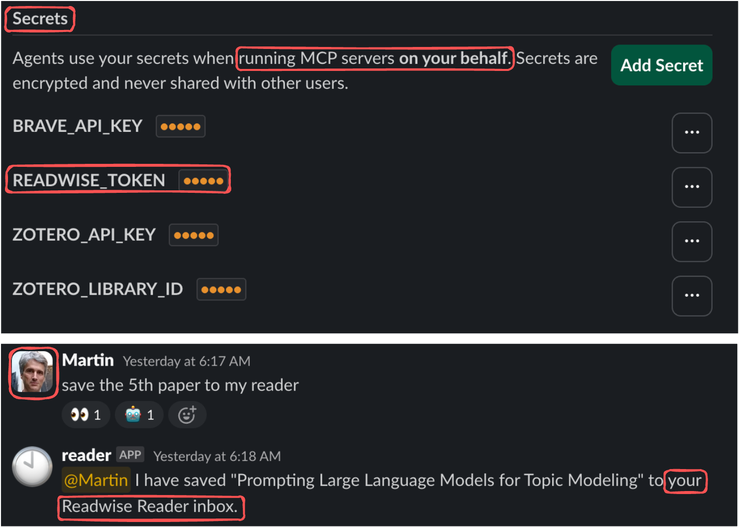 Secrets
Agents use your secrets when running MCP servers on your behalf. Secrets are
encrypted and never shared with other users.
Add Secret
BRAVE_API_KEY
READWISE_TOKEN
ZOTERO_API_KEY
ZOTERO_LIBRARY_ID
Martin Yesterday at 6:17 AM
save the 5th paper to my reader
1 1
reader APP Yesterday at 6:18 AM
@Martin I have saved "Prompting Large Language Models for Topic Modeling" to your
Readwise Reader inbox.